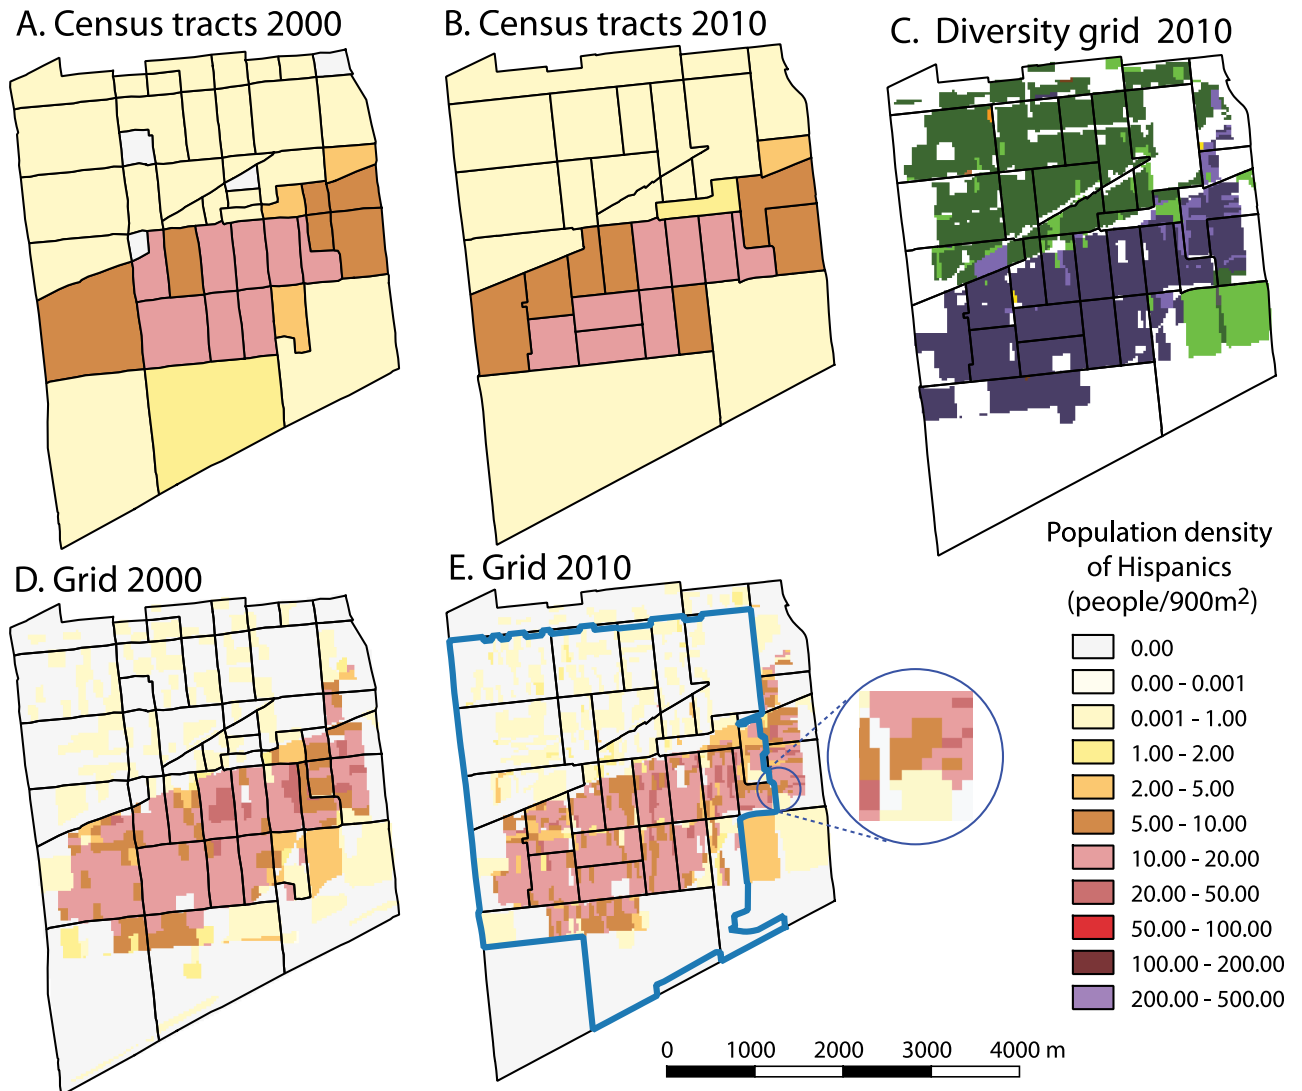 A. Census tracts 2000
B. Census tracts 2010
C. Diversity grid 2010
D. Grid 2000
E. Grid 2010
Population density
of Hispanics
(people/900m2)
0.00
0.00 - 0.001
0.001 - 1.00
1.00 - 2.00
2.00 - 5.00
5.00 - 10.00
10.00 - 20.00
20.00 - 50.00
50.00 - 100.00
100.00 - 200.00
200.00 - 500.00
0 1000 2000 3000 4000 m